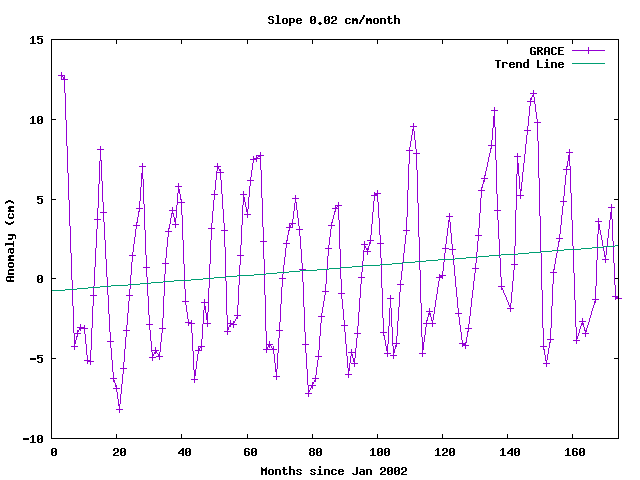 Slope 0.02 cm/month
GRACE
Trend Line
15
10
5
0
-5
-10
Anomaly (cm)
0 20 40 60 80 100 120 140 160
Months since Jan 2002